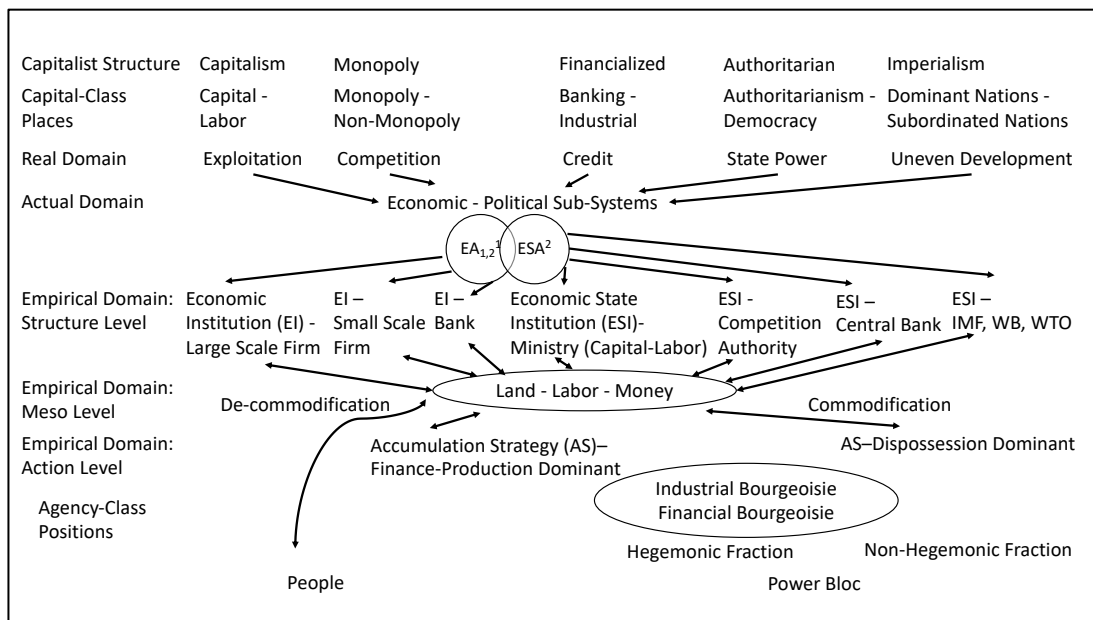 Capitalist Structure Capitalism Monopoly Financialized Authoritarian Imperialism
Capital-Class Capital - Monopoly - Banking - Authoritarianism - Dominant Nations -
Places Labor Non-Monopoly Industrial Democracy Subordinated Nations
Real Domain Exploitation Competition Credit State Power Uneven Development
Actual Domain Economic - Political Sub-Systems
EA1,2¹ ESA²
Empirical Domain: Economic EI – EI – Economic State ESI - ESI – ESI –
Structure Level Institution (EI) - Small Scale Bank Institution (ESI)- Competition Central Bank IMF, WB, WTO
Large Scale Firm Firm Ministry (Capital-Labor) Authority
Empirical Domain: Land - Labor - Money
Meso Level De-commodification Commodification
Empirical Domain: Accumulation Strategy (AS)– AS–Dispossession Dominant
Action Level Finance-Production Dominant
Agency-Class Industrial Bourgeoisie
Positions Financial Bourgeoisie
Hegemonic Fraction Non-Hegemonic Fraction
People Power Bloc